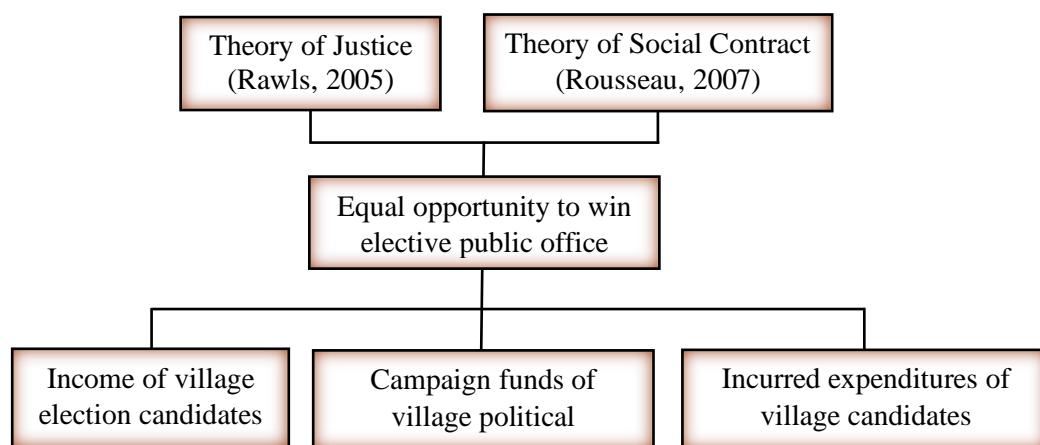 Theory of Justice
(Rawls, 2005)
Theory of Social Contract
(Rousseau, 2007)
Equal opportunity to win
elective public office
Income of village
election candidates
Campaign funds of
village political
Incurred expenditures of
village candidates